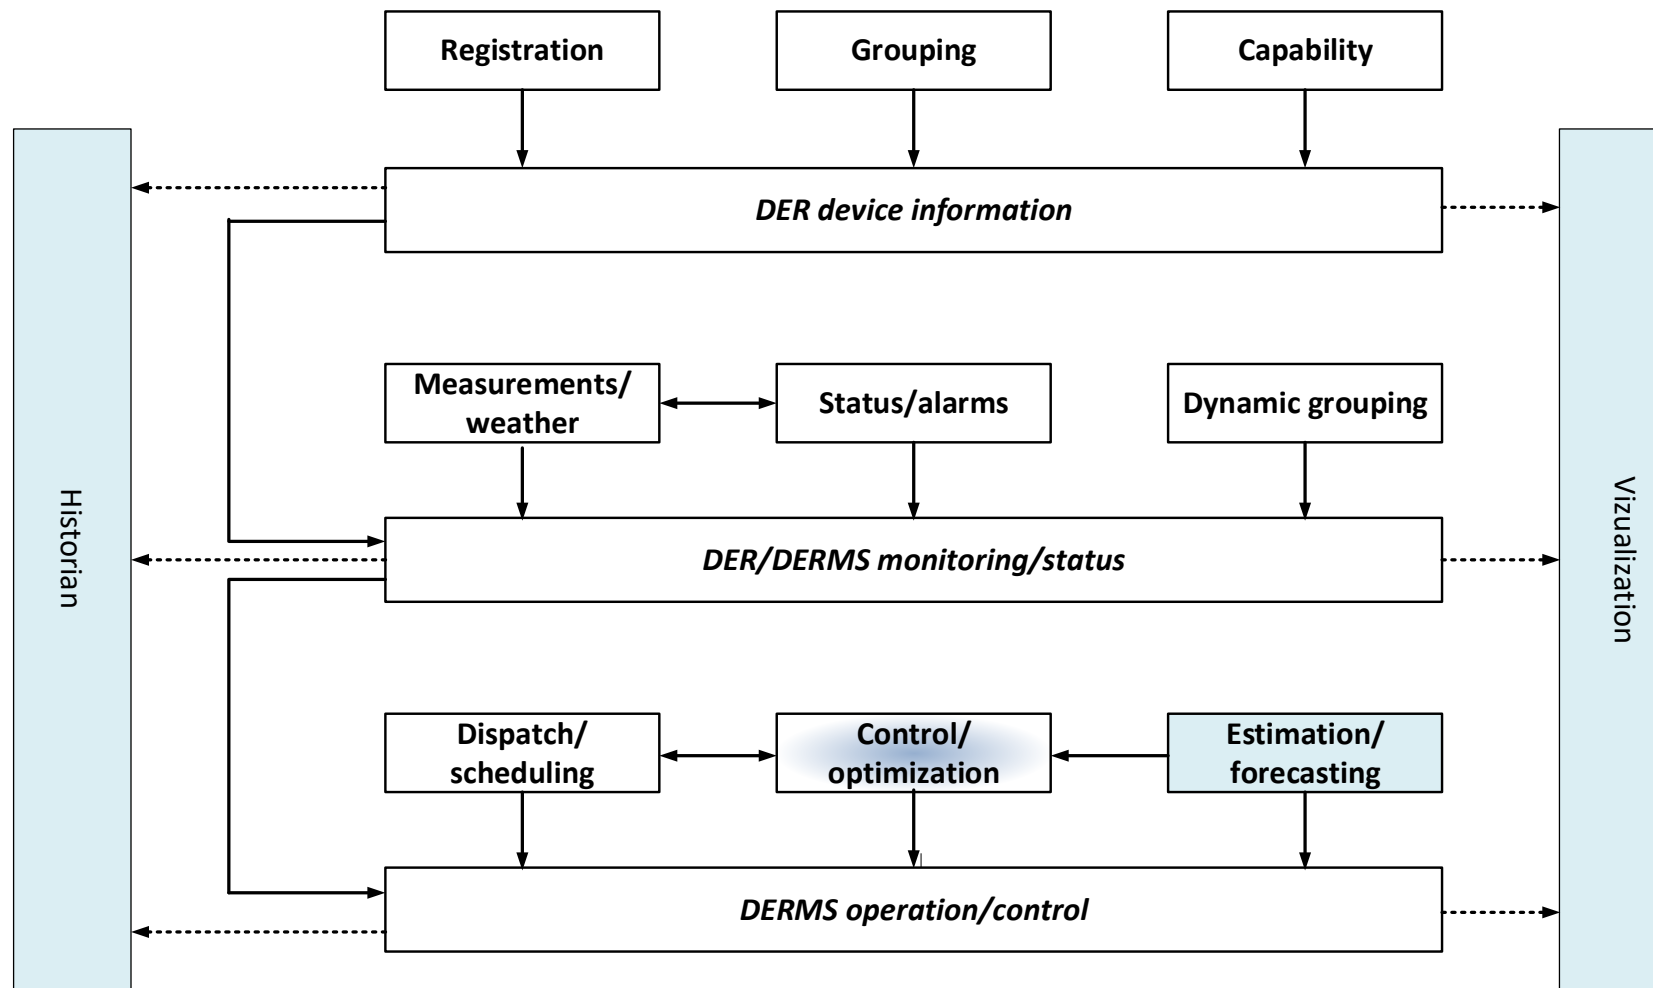 Registration
Grouping
Capability
DER device information
Measurements/
weather
Status/alarms
Dynamic grouping
DER/DERMS monitoring/status
Dispatch/
scheduling
Control/
optimization
Estimation/
forecasting
DERMS operation/control
Historian
Vizualization